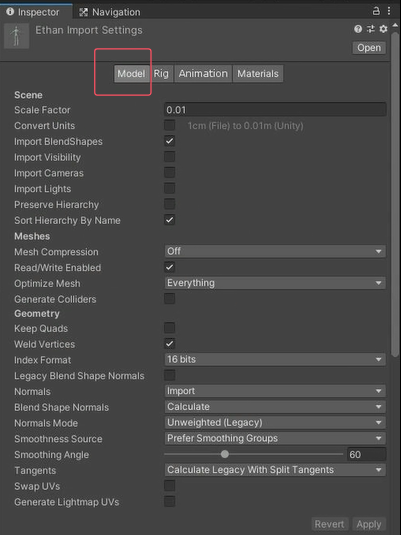 Inspector Navigation
Ethan Import Settings
Open
Model Rig Animation Materials
Scene
Scale Factor 0.01
Convert Units 1cm (File) to 0.01m (Unity)
Import BlendShapes
Import Visibility
Import Cameras
Import Lights
Preserve Hierarchy
Sort Hierarchy By Name
Meshes
Mesh Compression Off
Read/Write Enabled
Optimize Mesh Everything
Generate Colliders
Geometry
Keep Quads
Weld Vertices
Index Format 16 bits
Legacy Blend Shape Normals
Normals Import
Blend Shape Normals Calculate
Normals Mode Unweighted (Legacy)
Smoothness Source Prefer Smoothing Groups
Smoothing Angle 60
Tangents Calculate Legacy With Split Tangents
Swap UVs
Generate Lightmap UVs
Revert Apply